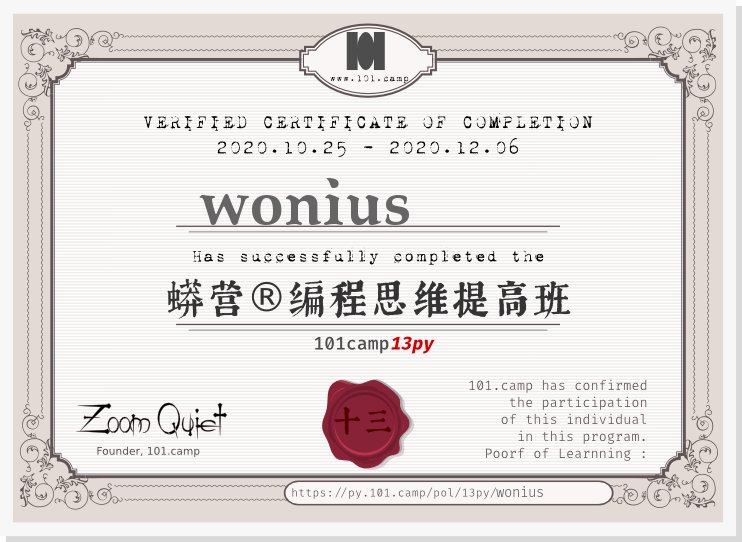 101
www.101.camp
VERIFIED CERTIFICATE OF COMPLETION
2020.10.25 - 2020.12.06
wonius
Has successfully completed the
蟒营®编程思维提高班
101camp13py
Zoom Quiet
Founder, 101.camp
十三
101.camp has confirmed
the participation
of this individual
in this program.
Poorf of Learnning :
https://py.101.camp/pol/13py/wonius